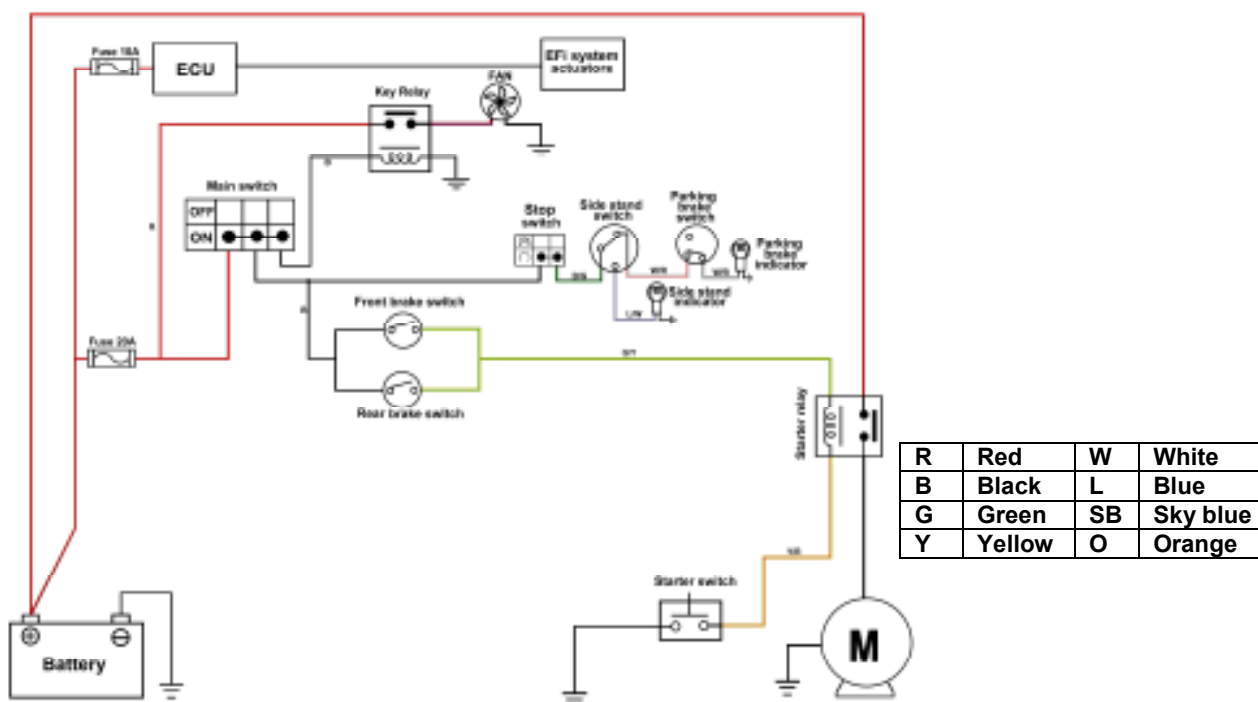 Fuse 10A
ECU
EFi system
actuators
FAN
Key Relay
Main switch
OFF
ON
Stop
switch
Side stand
switch
Parking
brake
switch
Parking
brake
indicator
Side stand
indicator
L/W
Front brake switch
Fuse 20A
G/Y
Rear brake switch
Starter relay
R Red W White
B Black L Blue
G Green SB Sky blue
Y Yellow O Orange
Starter switch
Battery
M